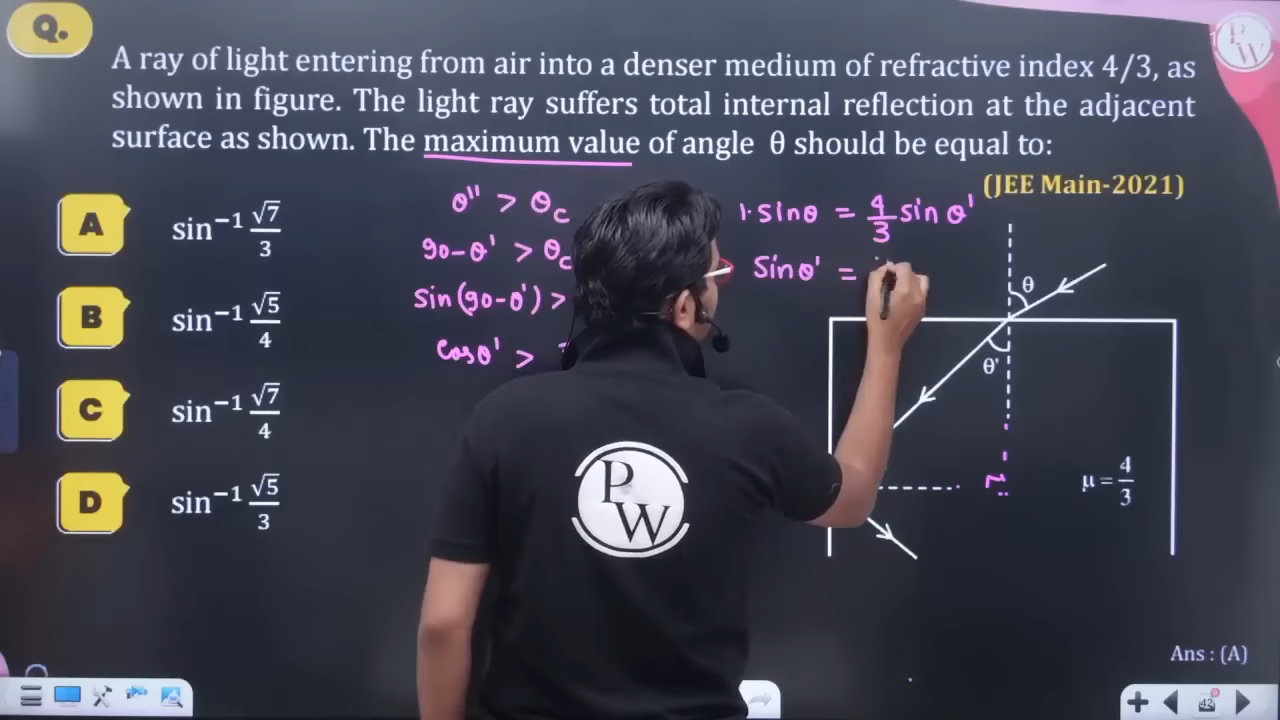 Q.
A ray of light entering from air into a denser medium of refractive index 4/3, as
shown in figure. The light ray suffers total internal reflection at the adjacent
surface as shown. The maximum value of angle θ should be equal to:
(JEE Main-2021)
A sin⁻¹ √7/3
B sin⁻¹ √5/4
C sin⁻¹ √7/4
D sin⁻¹ √5/3
θ'' > θc
90-θ' > θc
sin(90-θ') >
cosθ' >
1·sinθ = 4/3 sinθ'
sinθ' =
θ
θ'
μ = 4/3
PW
PW
Ans : (A)
42